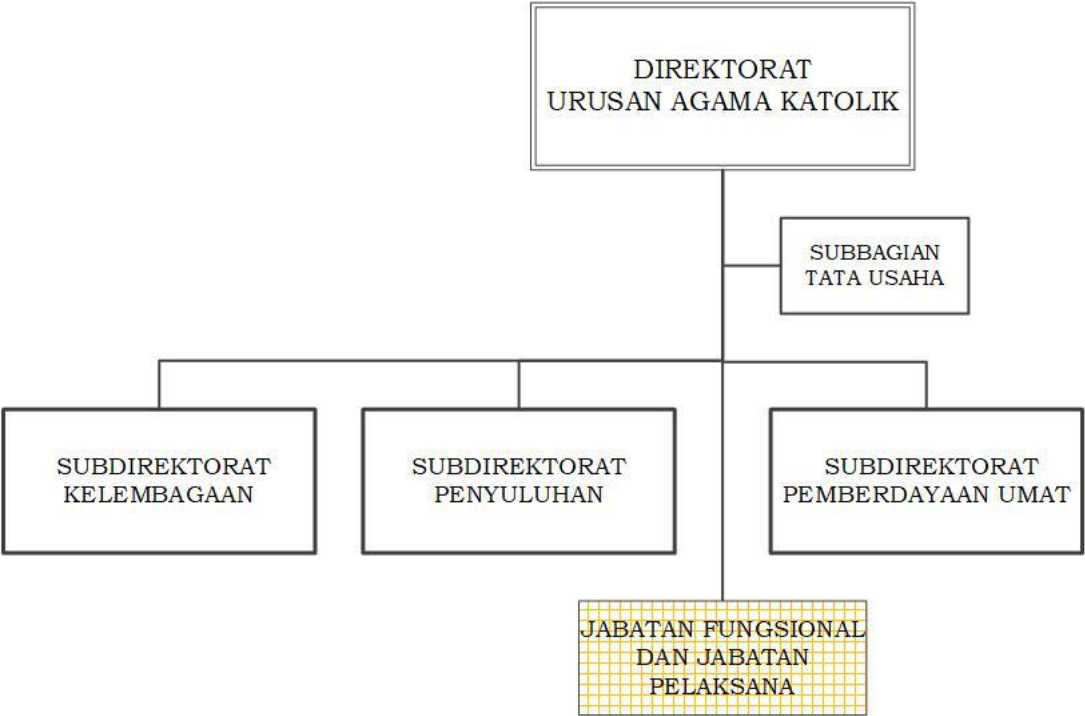 DIREKTORAT
URUSAN AGAMA KATOLIK
SUBBAGIAN
TATA USAHA
SUBDIREKTORAT
KELEMBAGAAN
SUBDIREKTORAT
PENYULUHAN
SUBDIREKTORAT
PEMBERDAYAAN UMAT
JABATAN FUNGSIONAL
DAN JABATAN
PELAKSANA